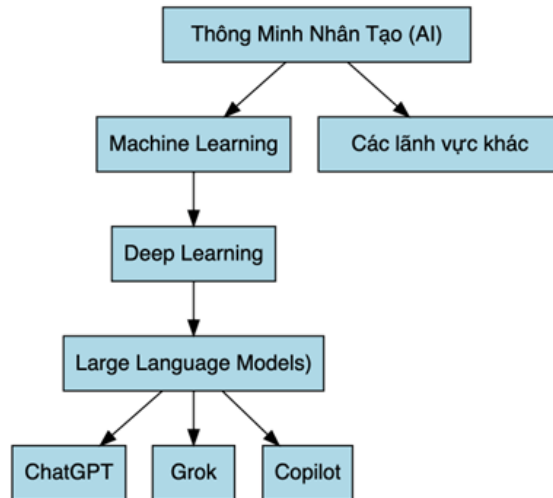 Thông Minh Nhân Tạo (AI)
Machine Learning
Các lãnh vực khác
Deep Learning
Large Language Models)
ChatGPT
Grok
Copilot